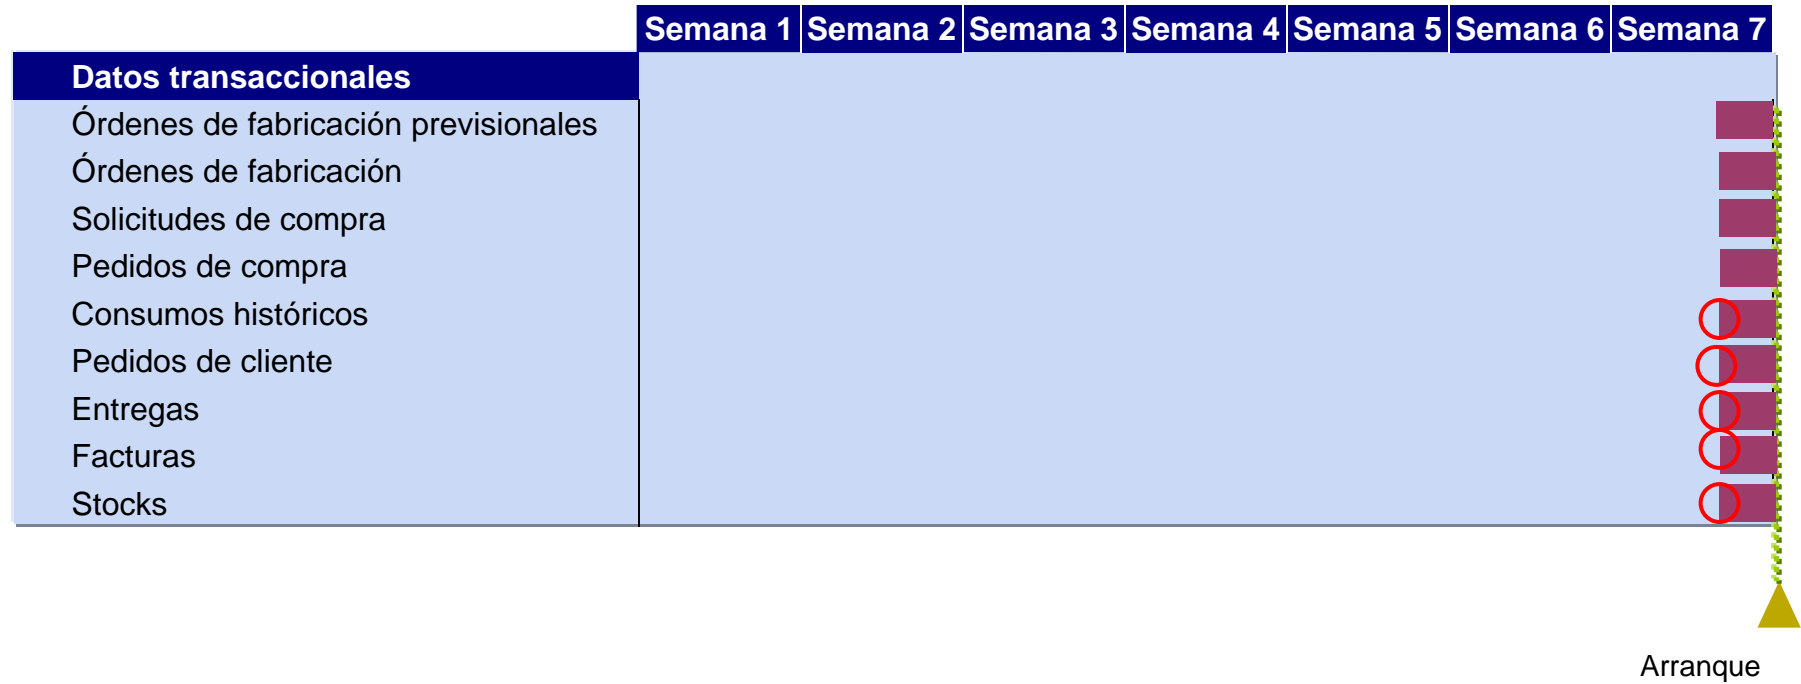 Semana 1 Semana 2 Semana 3 Semana 4 Semana 5 Semana 6 Semana 7
Datos transaccionales
Órdenes de fabricación previsionales
Órdenes de fabricación
Solicitudes de compra
Pedidos de compra
Consumos históricos
Pedidos de cliente
Entregas
Facturas
Stocks
Arranque